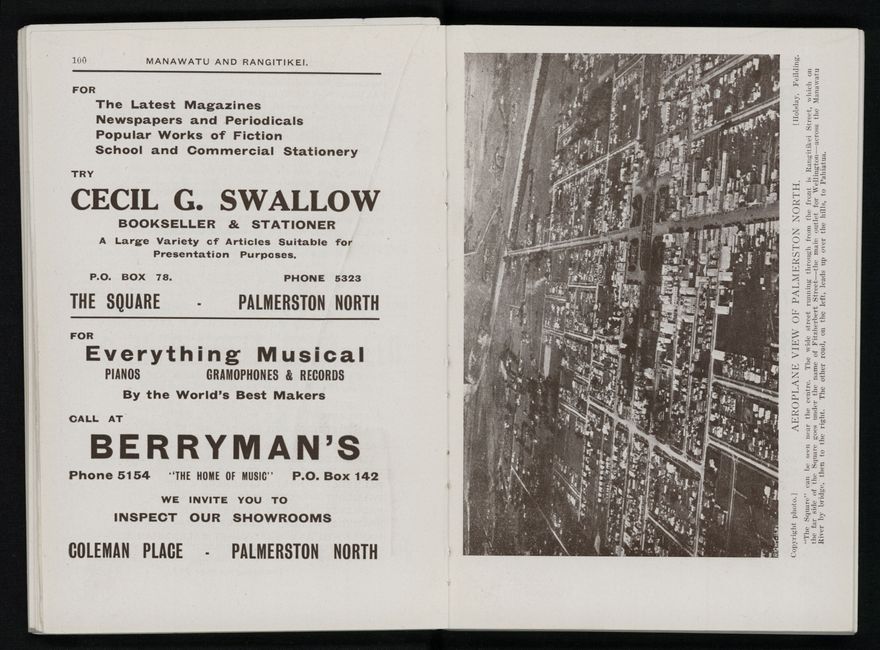 100
MANAWATU AND RANGITIKEI.
FOR
The Latest Magazines
Newspapers and Periodicals
Popular Works of Fiction
School and Commercial Stationery
TRY
CECIL G. SWALLOW
BOOKSELLER & STATIONER
A Large Variety of Articles Suitable for
Presentation Purposes.
P.O. BOX 78. PHONE 5323
THE SQUARE - PALMERSTON NORTH
FOR
Everything Musical
PIANOS GRAMOPHONES & RECORDS
By the World's Best Makers
CALL AT
BERRYMAN'S
Phone 5154 "THE HOME OF MUSIC" P.O. Box 142
WE INVITE YOU TO
INSPECT OUR SHOWROOMS
COLEMAN PLACE - PALMERSTON NORTH
Copyright photo.] [Holsday, Feilding.
AEROPLANE VIEW OF PALMERSTON NORTH.
"The Square" can be seen near the centre. The wide street running through from the front is Rangitikei Street, which on
the far side of the Square goes under the name of Fitzherbert Street—the main outlet for Wellington—across the Manawatu
River by bridge, then to the right. The other road, on the left, leads up over the hills, to Pahiatua.